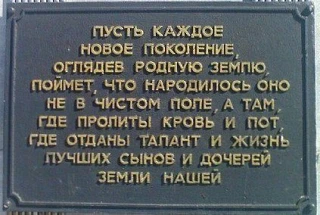 ПУСТЬ КАЖДОЕ
НОВОЕ ПОКОЛЕНИЕ,
ОГЛЯДЕВ РОДНУЮ ЗЕМЛЮ,
ПОЙМЕТ, ЧТО НАРОДИЛОСЬ ОНО
НЕ В ЧИСТОМ ПОЛЕ, А ТАМ,
ГДЕ ПРОЛИТЫ КРОВЬ И ПОТ,
ГДЕ ОТДАНЫ ТАЛАНТ И ЖИЗНЬ
ЛУЧШИХ СЫНОВ И ДОЧЕРЕЙ
ЗЕМЛИ НАШЕЙ